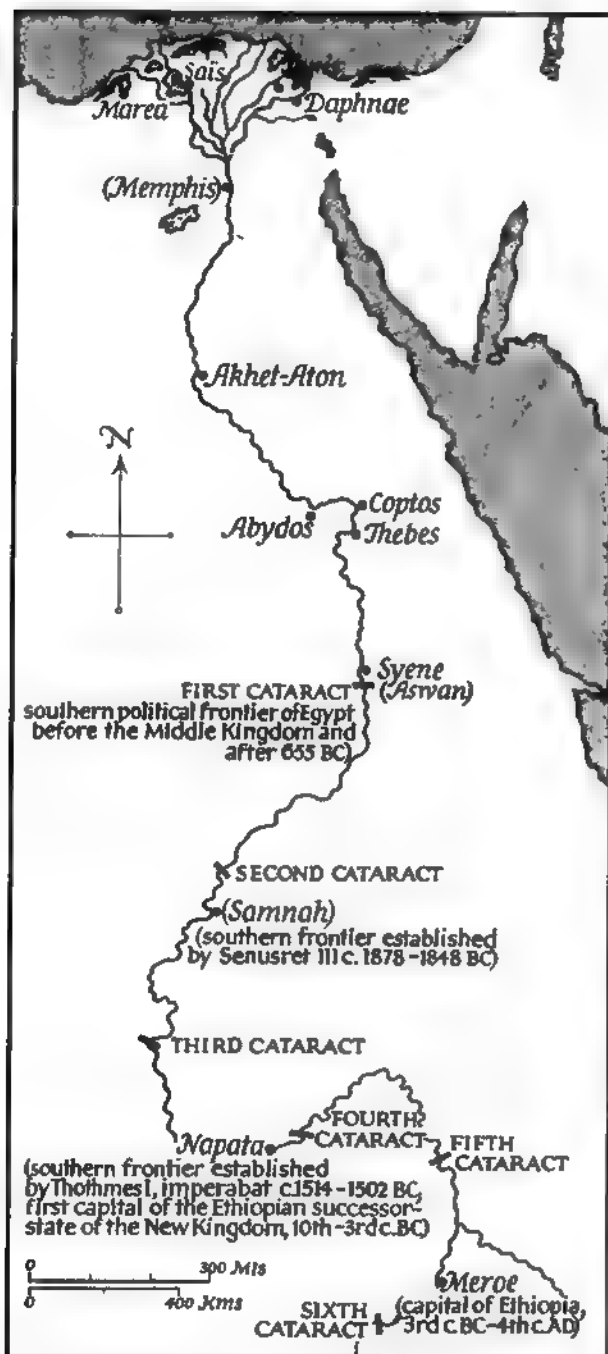 Saïs
Marea
Daphnae
(Memphis)
Akhet-Aton
N
Coptos
Abydos
Thebes
Syene
(Aswan)
FIRST CATARACT
southern political frontier of Egypt
before the Middle Kingdom and
after 655 BC)
SECOND CATARACT
(Samnah)
(southern frontier established
by Senusret III c. 1878-1848 BC)
THIRD CATARACT
FOURTH
CATARACT
Napata
FIFTH
CATARACT
(southern frontier established
by Thothmes I, imperabat c.1514-1502 BC,
first capital of the Ethiopian successor-
state of the New Kingdom, 10th-3rd c. BC)
0 300 Mls
0 400 Kms
Meroe
(capital of Ethiopia,
3rd c. BC-4th c. AD)
SIXTH
CATARACT